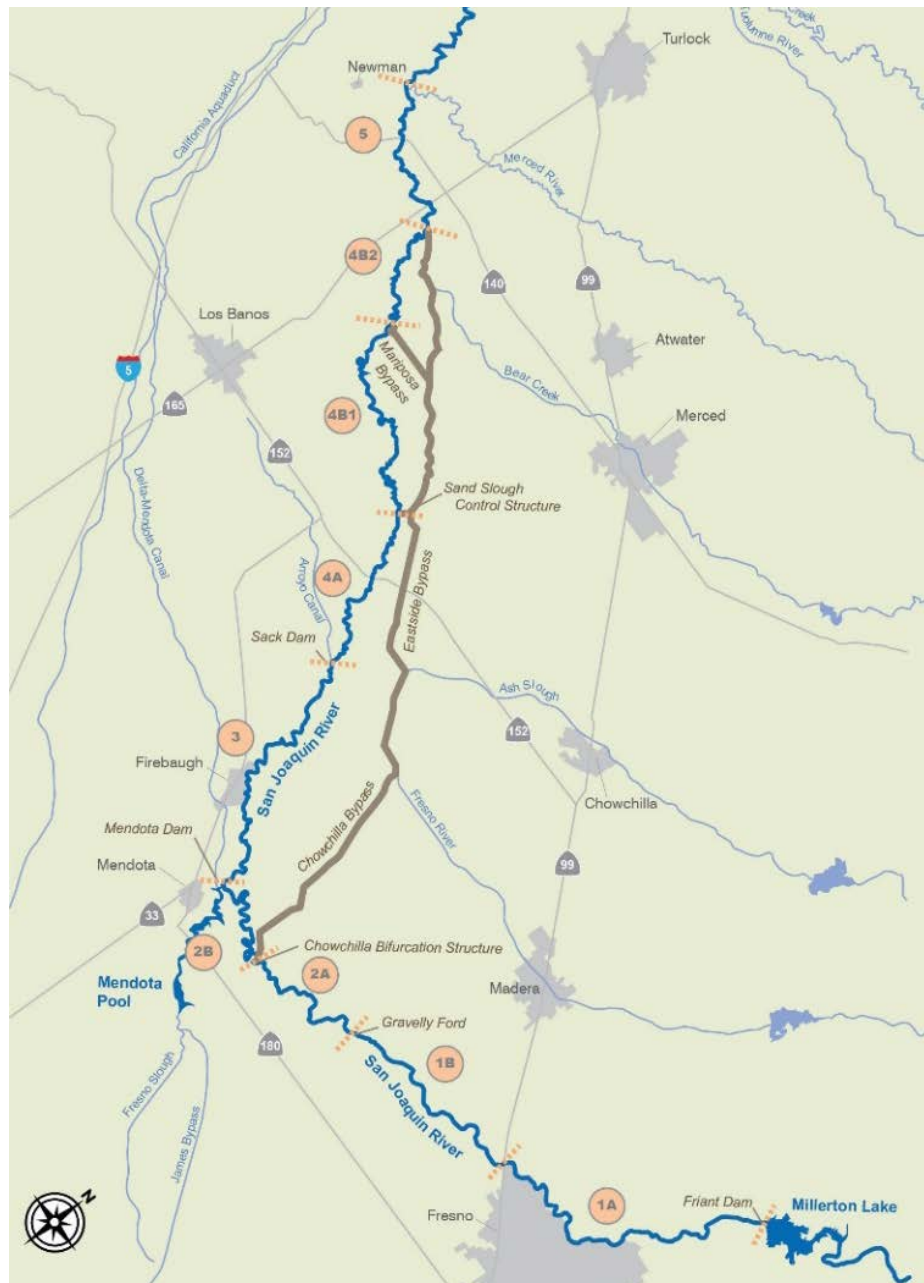 Creek
Tuolumne River
Turlock
Newman
California Aquaduct
5
Merced River
4B2
99
140
Los Banos
Atwater
5
Mariposa
Bypass
Bear Creek
165
4B1
Merced
152
Delta-Mendota Canal
Sand Slough
Control Structure
Arroyo Canal
4A
Eastside Bypass
Sack Dam
Ash Slough
3
San Joaquin River
152
Firebaugh
Chowchilla Bypass
Fresno River
Chowchilla
Mendota Dam
Mendota
99
33
2B
Chowchilla Bifurcation Structure
2A
Mendota
Pool
Madera
Gravelly Ford
180
1B
San Joaquin River
Fresno Slough
James Bypass
N
1A
Friant Dam
Millerton Lake
Fresno